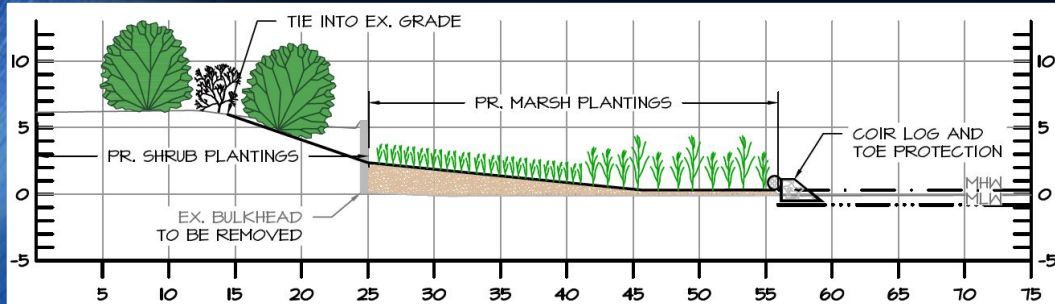 TIE INTO EX. GRADE
10
10
PR. MARSH PLANTINGS
5
5
COIR LOG AND
TOE PROTECTION
PR. SHRUB PLANTINGS
MHW
0
0
MLW
EX. BULKHEAD
TO BE REMOVED
-5
-5
5 10 15 20 25 30 35 40 45 50 55 60 65 70 75